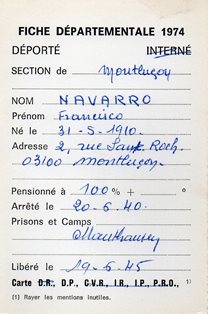 FICHE DÉPARTEMENTALE 1974
DÉPORTÉ INTERNÉ
SECTION de Montluçon
NOM NAVARRO
Prénom Francisco
Né le 31-5-1910.
Adresse 2, rue Saint-Roch.
03100 Montluçon.
Pensionné à 100% + °
Arrêté le 20-6-40.
Prisons et Camps
Mauthausen
Libéré le 19-6-45
Carte D.R., D.P., C.V.R., I.R., I.P., P.R.O., 1)
(1) Rayer les mentions inutiles.